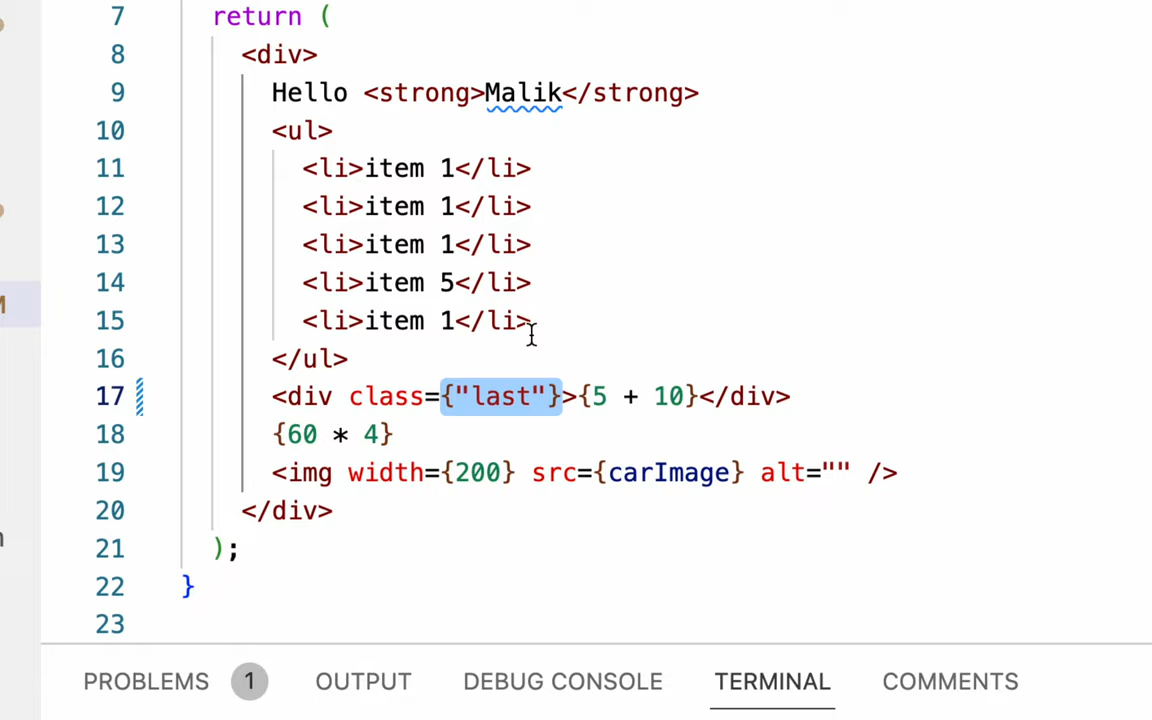 7 return (
8 <div>
9 Hello <strong>Malik</strong>
10 <ul>
11 <li>item 1</li>
12 <li>item 1</li>
13 <li>item 1</li>
14 <li>item 5</li>
15 <li>item 1</li>
16 </ul>
17 <div class={"last"}>{5 + 10}</div>
18 {60 * 4}
19 <img width={200} src={carImage} alt="" />
20 </div>
21 );
22 }
23
PROBLEMS 1 OUTPUT DEBUG CONSOLE TERMINAL COMMENTS